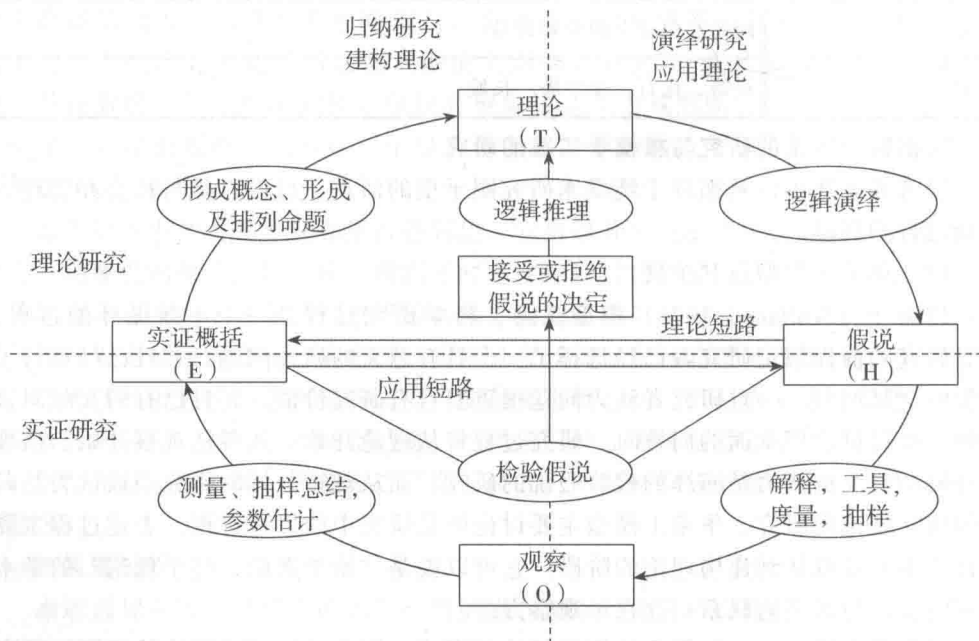 归纳研究
建构理论
演绎研究
应用理论
理论
(T)
形成概念、形成
及排列命题
逻辑推理
逻辑演绎
理论研究
接受或拒绝
假说的决定
理论短路
实证概括
(E)
假说
(H)
应用短路
实证研究
测量、抽样总结,
参数估计
检验假说
解释，工具，
度量，抽样
观察
(O)